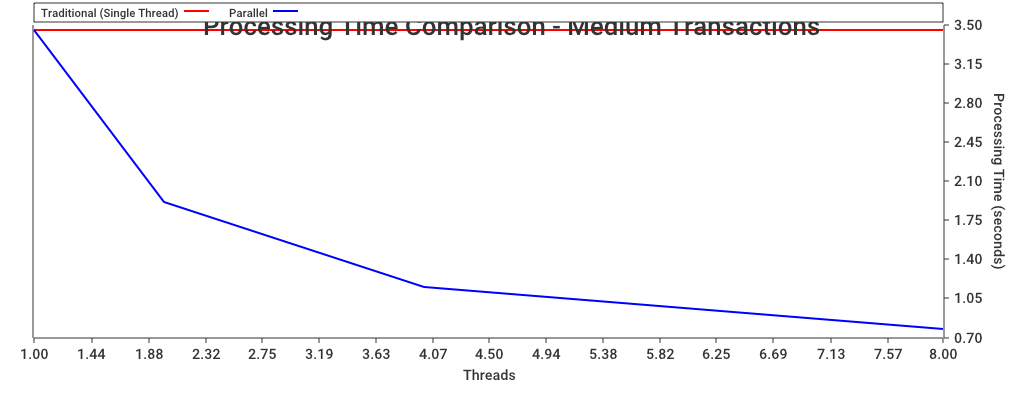 Traditional (Single Thread) Parallel
Processing Time Comparison - Medium Transactions
3.50
3.15
2.80
2.45
2.10
1.75
1.40
1.05
0.70
Processing Time (seconds)
1.00 1.44 1.88 2.32 2.75 3.19 3.63 4.07 4.50 4.94 5.38 5.82 6.25 6.69 7.13 7.57 8.00
Threads